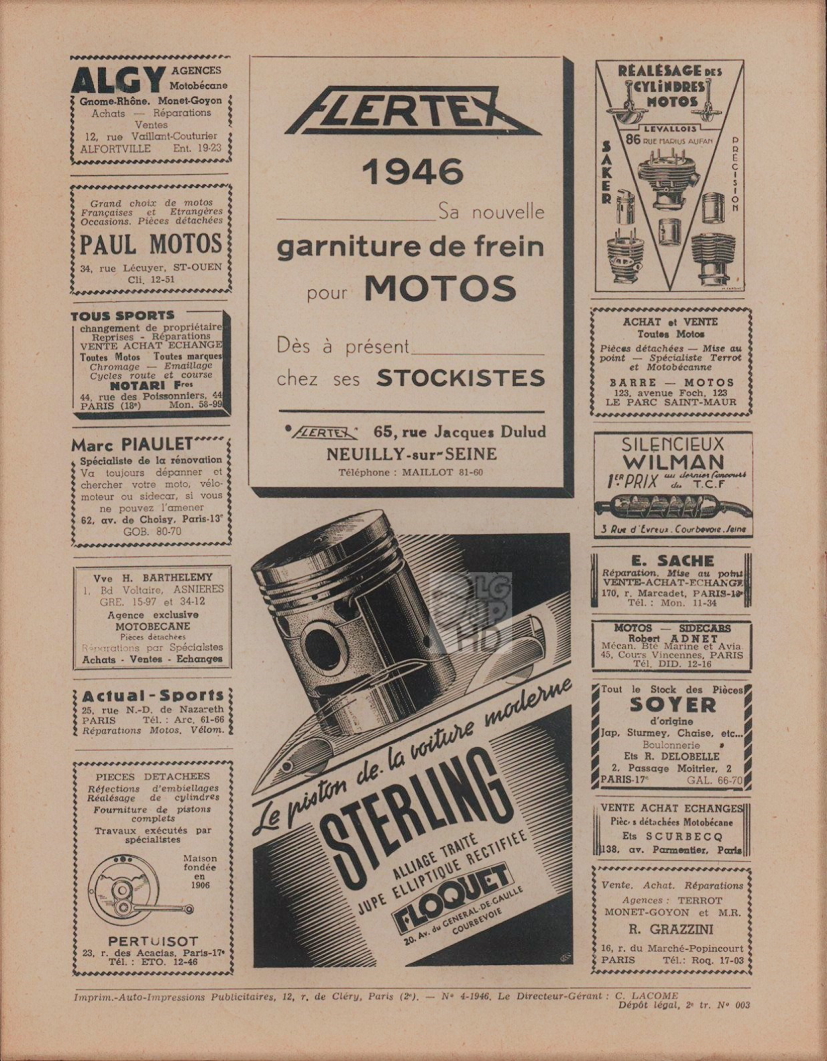 ALGY AGENCES
Motobécane
Gnome-Rhône, Monet-Goyon
Achats — Réparations
Ventes
12, rue Vaillant-Couturier
ALFORTVILLE Ent. 19-23
Grand choix de motos
Françaises et Etrangères
Occasions. Pièces détachées
PAUL MOTOS
34, rue Lécuyer, ST-OUEN
Cli. 12-51
TOUS SPORTS
changement de propriétaire
Reprises - Réparations
VENTE ACHAT ECHANGE
Toutes Motos Toutes marques
Chromage — Emaillage
Cycles route et course
NOTARI Fres
44, rue des Poissonniers, 44
PARIS (18e) Mon. 58-99
Marc PIAULET
Spécialiste de la rénovation
Va toujours dépanner et
chercher votre moto, vélo-
moteur ou sidecar, si vous
ne pouvez l'amener
62, av. de Choisy, Paris-13e
GOB. 80-70
Vve H. BARTHELEMY
1, Bd Voltaire, ASNIERES
GRE. 15-97 et 34-12
Agence exclusive
MOTOBECANE
Pièces détachées
Réparations par Spécialistes
Achats - Ventes - Echanges
Actual-Sports
25, rue N.-D. de Nazareth
PARIS Tél. : Arc. 61-66
Réparations Motos, Vélom.
PIECES DETACHEES
Réfections d'embiellages
Réalésage de cylindres
Fourniture de pistons
complets
Travaux exécutés par
spécialistes
Maison
fondée
en
1906
PERTUISOT
23, r. des Acacias, Paris-17e
Tél. : ETO. 12-46
FLERTEX
1946
Sa nouvelle
garniture de frein
pour MOTOS
Dès à présent
chez ses STOCKISTES
FLERTEX 65, rue Jacques Dulud
NEUILLY-sur-SEINE
Téléphone : MAILLOT 81-60
Le piston de la voiture moderne
STERLING
ALLIAGE TRAITÉ
JUPE ELLIPTIQUE RECTIFIÉE
FLOQUET
20, Av. du GENERAL-DE-GAULLE
COURBEVOIE
RÉALÉSAGE DES
CYLINDRES
MOTOS
LEVALLOIS
86 RUE MARIUS AUFAN
SAKER
PRÉCISION
ACHAT et VENTE
Toutes Motos
Pièces détachées — Mise au
point — Spécialiste Terrot
et Motobécanne
BARRE — MOTOS
123, avenue Foch, 123
LE PARC SAINT-MAUR
SILENCIEUX
WILMAN
1er PRIX au dernier concours
du T.C.F
3 Rue d'Evreux. Courbevoie. Seine
E. SACHE
Réparation, Mise au point
VENTE-ACHAT-ECHANGE
170, r. Marcadet, PARIS-18e
Tél. : Mon. 11-34
MOTOS — SIDECARS
Robert ADNET
Mécan. Bté Marine et Avia.
45, Cours Vincennes, PARIS
Tél. DID. 12-16
Tout le Stock des Pièces
SOYER
d'origine
Jap, Sturmey, Chaise, etc...
Boulonnerie
Ets R. DELOBELLE
2, Passage Moitrier, 2
PARIS-17e GAL. 66-70
VENTE ACHAT ECHANGES
Pièces détachées Motobécane
Ets SCURBECQ
138, av. Parmentier, Paris
Vente. Achat. Réparations
Agences : TERROT
MONET-GOYON et M.R.
R. GRAZZINI
16, r. du Marché-Popincourt
PARIS Tél.: Roq. 17-03
Imprim.-Auto-Impressions Publicitaires, 12, r, de Cléry, Paris (2e). — No 4-1946, Le Directeur-Gérant : C. LACOME
Dépôt légal, 2e tr. No 003